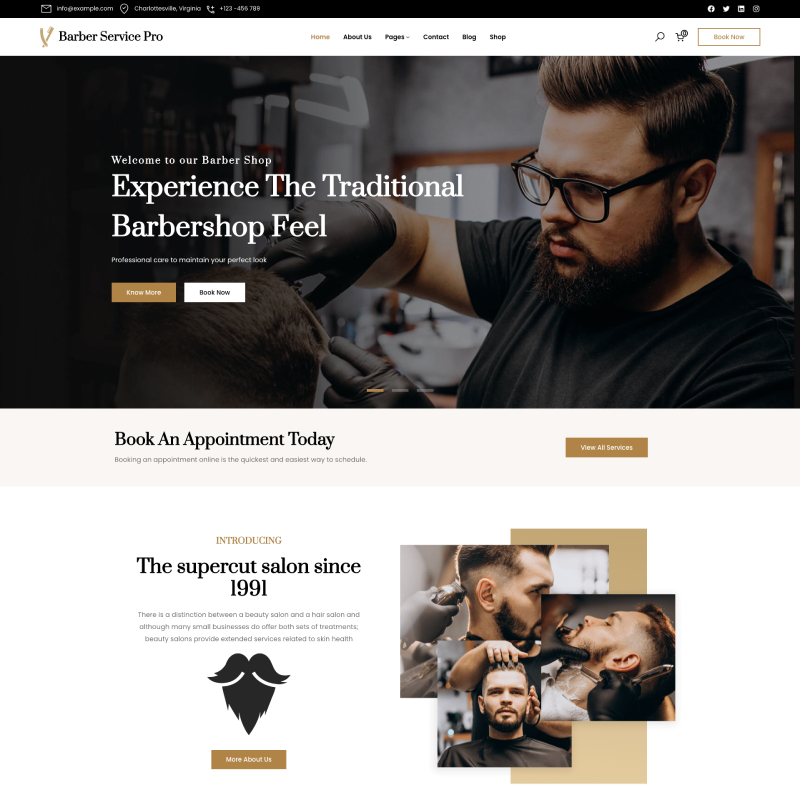 info@example.com Charlottesville, Virginia +123 -456 789
Barber Service Pro Home About Us Pages Contact Blog Shop 0 Book Now
Welcome to our Barber Shop
Experience The Traditional
Barbershop Feel
Professional care to maintain your perfect look
Know More Book Now
Book An Appointment Today
Booking an appointment online is the quickest and easiest way to schedule.
View All Services
INTRODUCING
The supercut salon since
1991
There is a distinction between a beauty salon and a hair salon and
although many small businesses do offer both sets of treatments;
beauty salons provide extended services related to skin health
More About Us